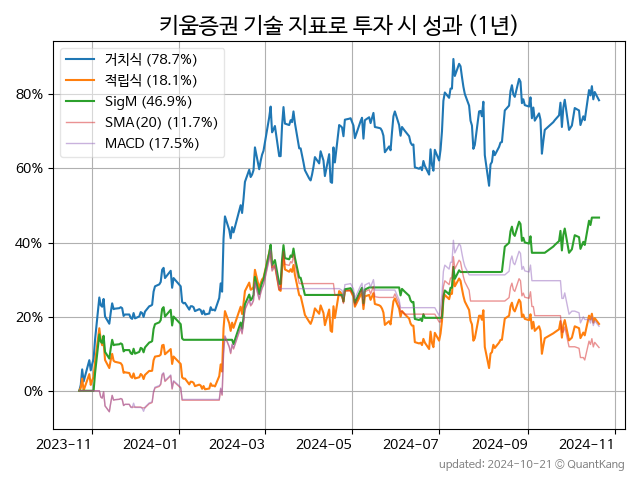 키움증권 기술 지표로 투자 시 성과 (1년)
거치식 (78.7%)
적립식 (18.1%)
SigM (46.9%)
SMA(20) (11.7%)
MACD (17.5%)
80%
60%
40%
20%
0%
2023-11 2024-01 2024-03 2024-05 2024-07 2024-09 2024-11
updated: 2024-10-21 © QuantKang